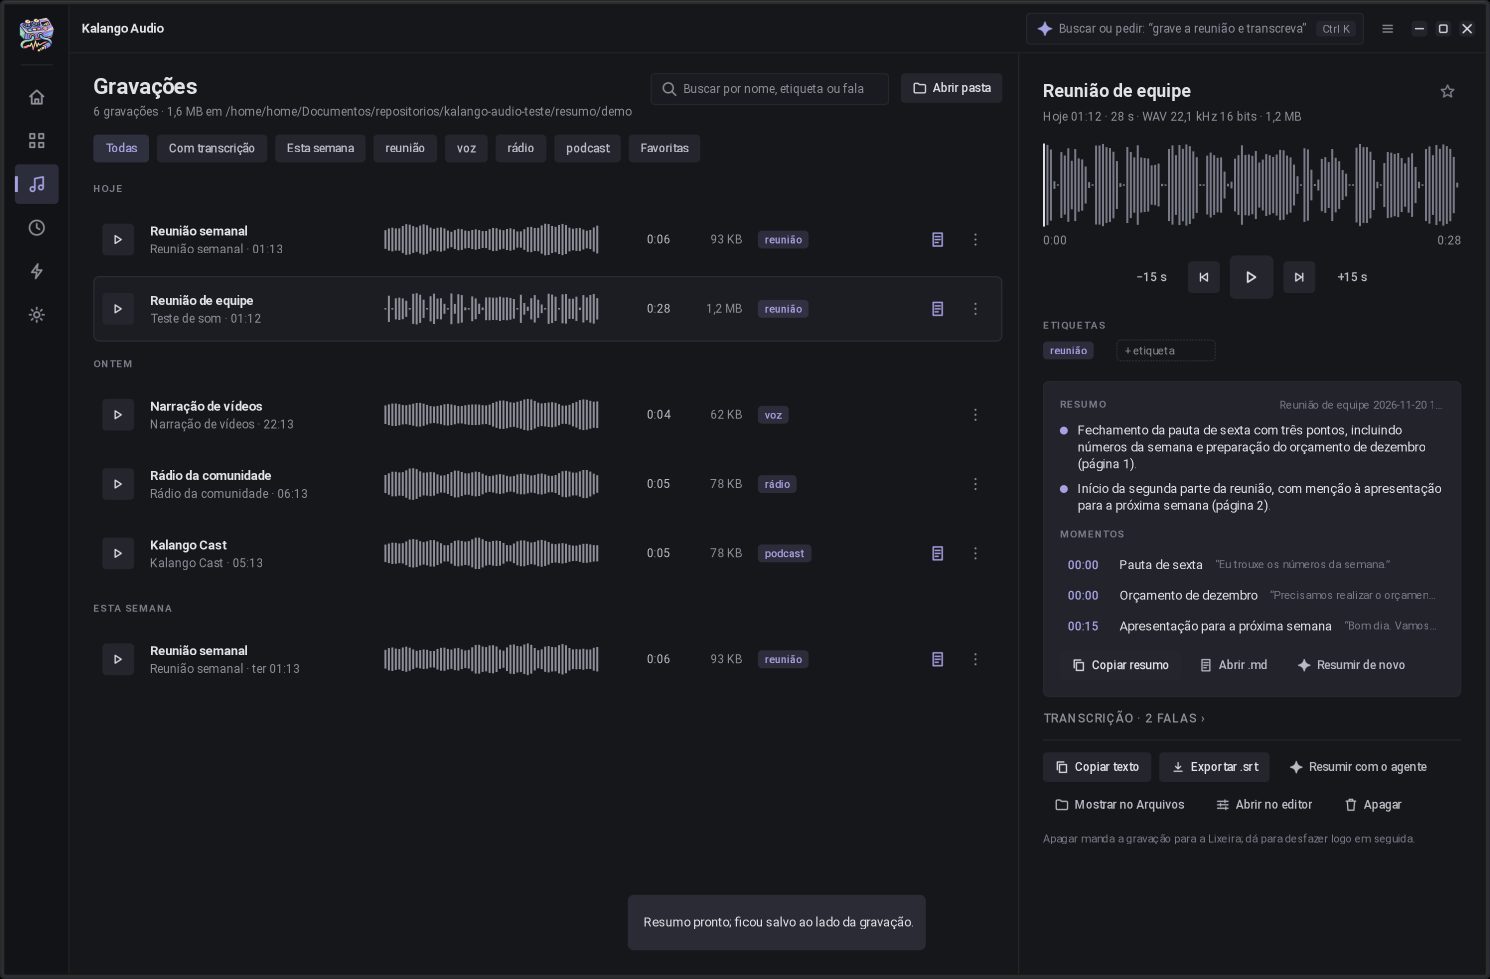 Kalango Audio
Buscar ou pedir: “grave a reunião e transcreva” Ctrl K
Gravações
6 gravações · 1,6 MB em /home/home/Documentos/repositorios/kalango-audio-teste/resumo/demo
Buscar por nome, etiqueta ou fala
Abrir pasta
Todas Com transcrição Esta semana reunião voz rádio podcast Favoritas
HOJE
Reunião semanal
Reunião semanal · 01:13
0:06 93 KB reunião
Reunião de equipe
Teste de som · 01:12
0:28 1,2 MB reunião
ONTEM
Narração de vídeos
Narração de vídeos · 22:13
0:04 62 KB voz
Rádio da comunidade
Rádio da comunidade · 06:13
0:05 78 KB rádio
Kalango Cast
Kalango Cast · 05:13
0:05 78 KB podcast
ESTA SEMANA
Reunião semanal
Reunião semanal · ter 01:13
0:06 93 KB reunião
Reunião de equipe
Hoje 01:12 · 28 s · WAV 22,1 kHz 16 bits · 1,2 MB
0:00 0:28
−15 s +15 s
ETIQUETAS
reunião + etiqueta
RESUMO Reunião de equipe 2026-11-20 1…
Fechamento da pauta de sexta com três pontos, incluindo
números da semana e preparação do orçamento de dezembro
(página 1).
Início da segunda parte da reunião, com menção à apresentação
para a próxima semana (página 2).
MOMENTOS
00:00 Pauta de sexta “Eu trouxe os números da semana.”
00:00 Orçamento de dezembro “Precisamos realizar o orçamen…
00:15 Apresentação para a próxima semana “Bom dia. Vamos…
Copiar resumo Abrir .md Resumir de novo
TRANSCRIÇÃO · 2 FALAS ›
Copiar texto Exportar .srt Resumir com o agente
Mostrar no Arquivos Abrir no editor Apagar
Apagar manda a gravação para a Lixeira; dá para desfazer logo em seguida.
Resumo pronto; ficou salvo ao lado da gravação.